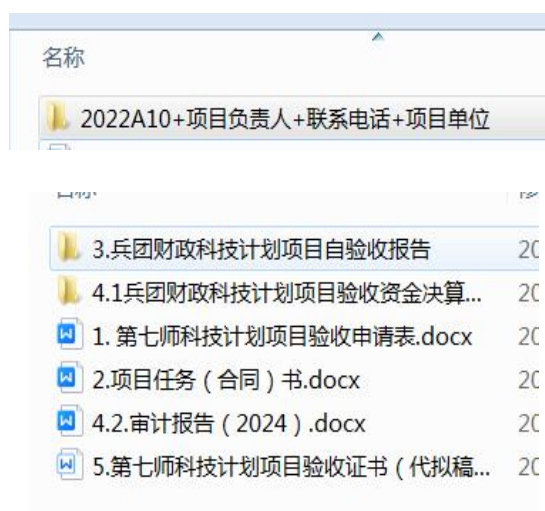 名称
2022A10+项目负责人+联系电话+项目单位
3.兵团财政科技计划项目自验收报告 20
4.1兵团财政科技计划项目验收资金决算... 20
1. 第七师科技计划项目验收申请表.docx 20
2.项目任务（合同）书.docx 20
4.2.审计报告（2024）.docx 20
5.第七师科技计划项目验收证书（代拟稿... 20